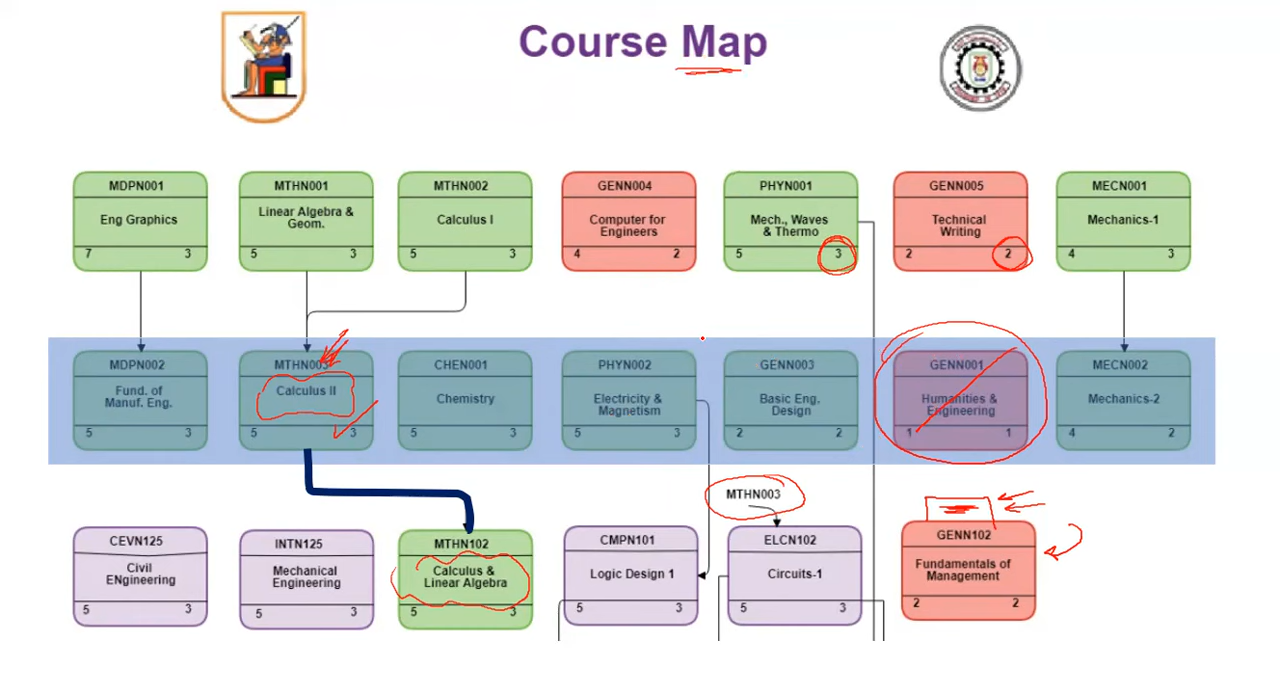 Course Map
MDPN001
Eng Graphics
7 3
MTHN001
Linear Algebra &
Geom.
5 3
MTHN002
Calculus I
5 3
GENN004
Computer for
Engineers
4 2
PHYN001
Mech., Waves
& Thermo
5 3
GENN005
Technical
Writing
2 2
MECN001
Mechanics-1
4 3
MDPN002
Fund. of
Manuf. Eng.
5 3
MTHN003
Calculus II
5 3
CHEN001
Chemistry
5 3
PHYN002
Electricity &
Magnetism
5 3
GENN003
Basic Eng.
Design
2 2
GENN001
Humanities &
Engineering
1 1
MECN002
Mechanics-2
4 2
MTHN003
CEVN125
Civil
ENgineering
5 3
INTN125
Mechanical
Engineering
5 3
MTHN102
Calculus &
Linear Algebra
5 3
CMPN101
Logic Design 1
5 3
ELCN102
Circuits-1
5 3
GENN102
Fundamentals of
Management
2 2